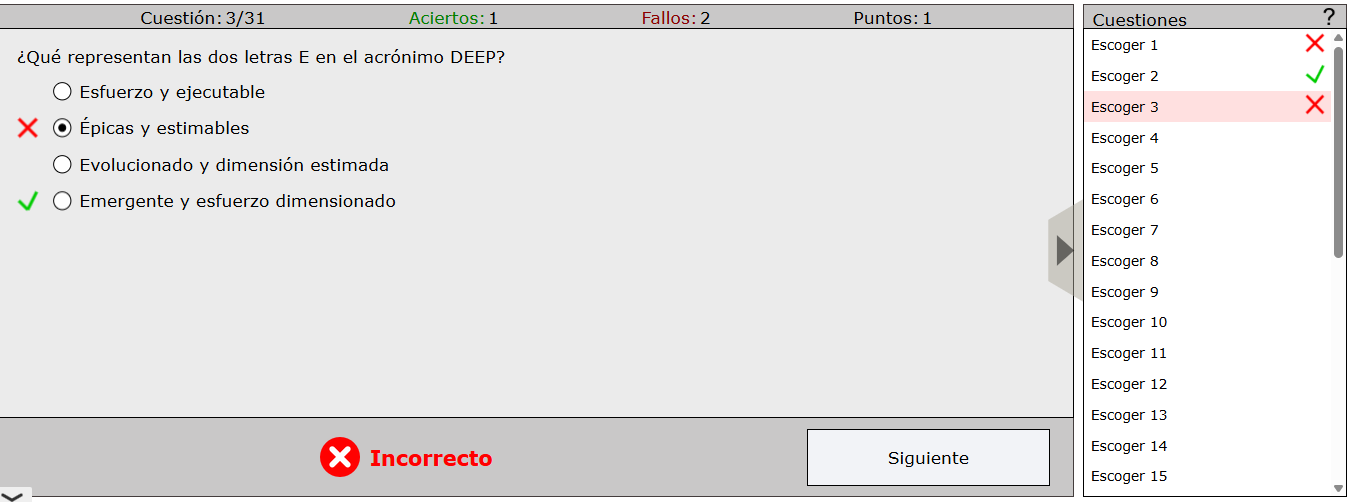 Cuestión: 3/31 Aciertos: 1 Fallos: 2 Puntos: 1
¿Qué representan las dos letras E en el acrónimo DEEP?
Esfuerzo y ejecutable
Épicas y estimables
Evolucionado y dimensión estimada
Emergente y esfuerzo dimensionado
Incorrecto
Siguiente
Cuestiones ?
Escoger 1
Escoger 2
Escoger 3
Escoger 4
Escoger 5
Escoger 6
Escoger 7
Escoger 8
Escoger 9
Escoger 10
Escoger 11
Escoger 12
Escoger 13
Escoger 14
Escoger 15